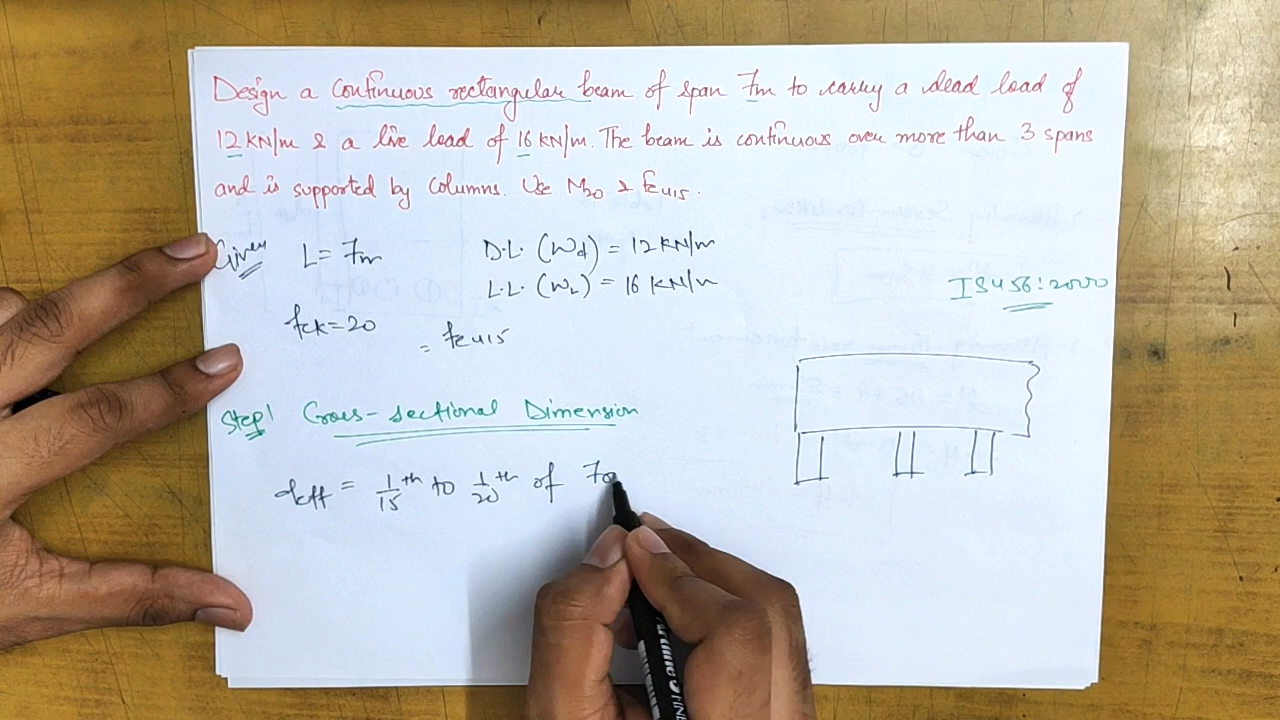 Design a continuous rectangular beam of span 7m to carry a dead load of
12 KN/m & a live load of 16 KN/m. The beam is continuous over more than 3 spans
and is supported by columns. Use M20 & Fe415.
Given L = 7m D.L. (Wd) = 12 KN/m
L.L. (WL) = 16 KN/m
IS456:2000
fck = 20 = fe415
Step 1 Cross-sectional Dimension
deff = 1/15th to 1/20th of 70